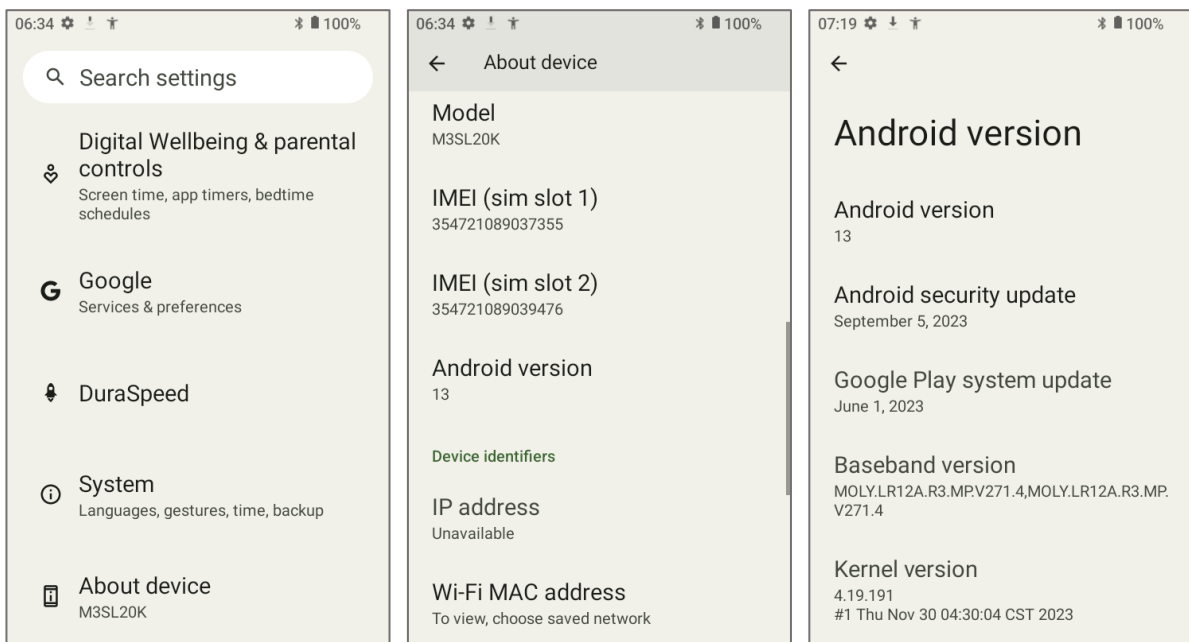 06:34 100%
Search settings
Digital Wellbeing & parental
controls
Screen time, app timers, bedtime
schedules
Google
Services & preferences
DuraSpeed
System
Languages, gestures, time, backup
About device
M3SL20K
06:34 100%
About device
Model
M3SL20K
IMEI (sim slot 1)
354721089037355
IMEI (sim slot 2)
354721089039476
Android version
13
Device identifiers
IP address
Unavailable
Wi-Fi MAC address
To view, choose saved network
07:19 100%
Android version
Android version
13
Android security update
September 5, 2023
Google Play system update
June 1, 2023
Baseband version
MOLY.LR12A.R3.MP.V271.4,MOLY.LR12A.R3.MP.
V271.4
Kernel version
4.19.191
#1 Thu Nov 30 04:30:04 CST 2023